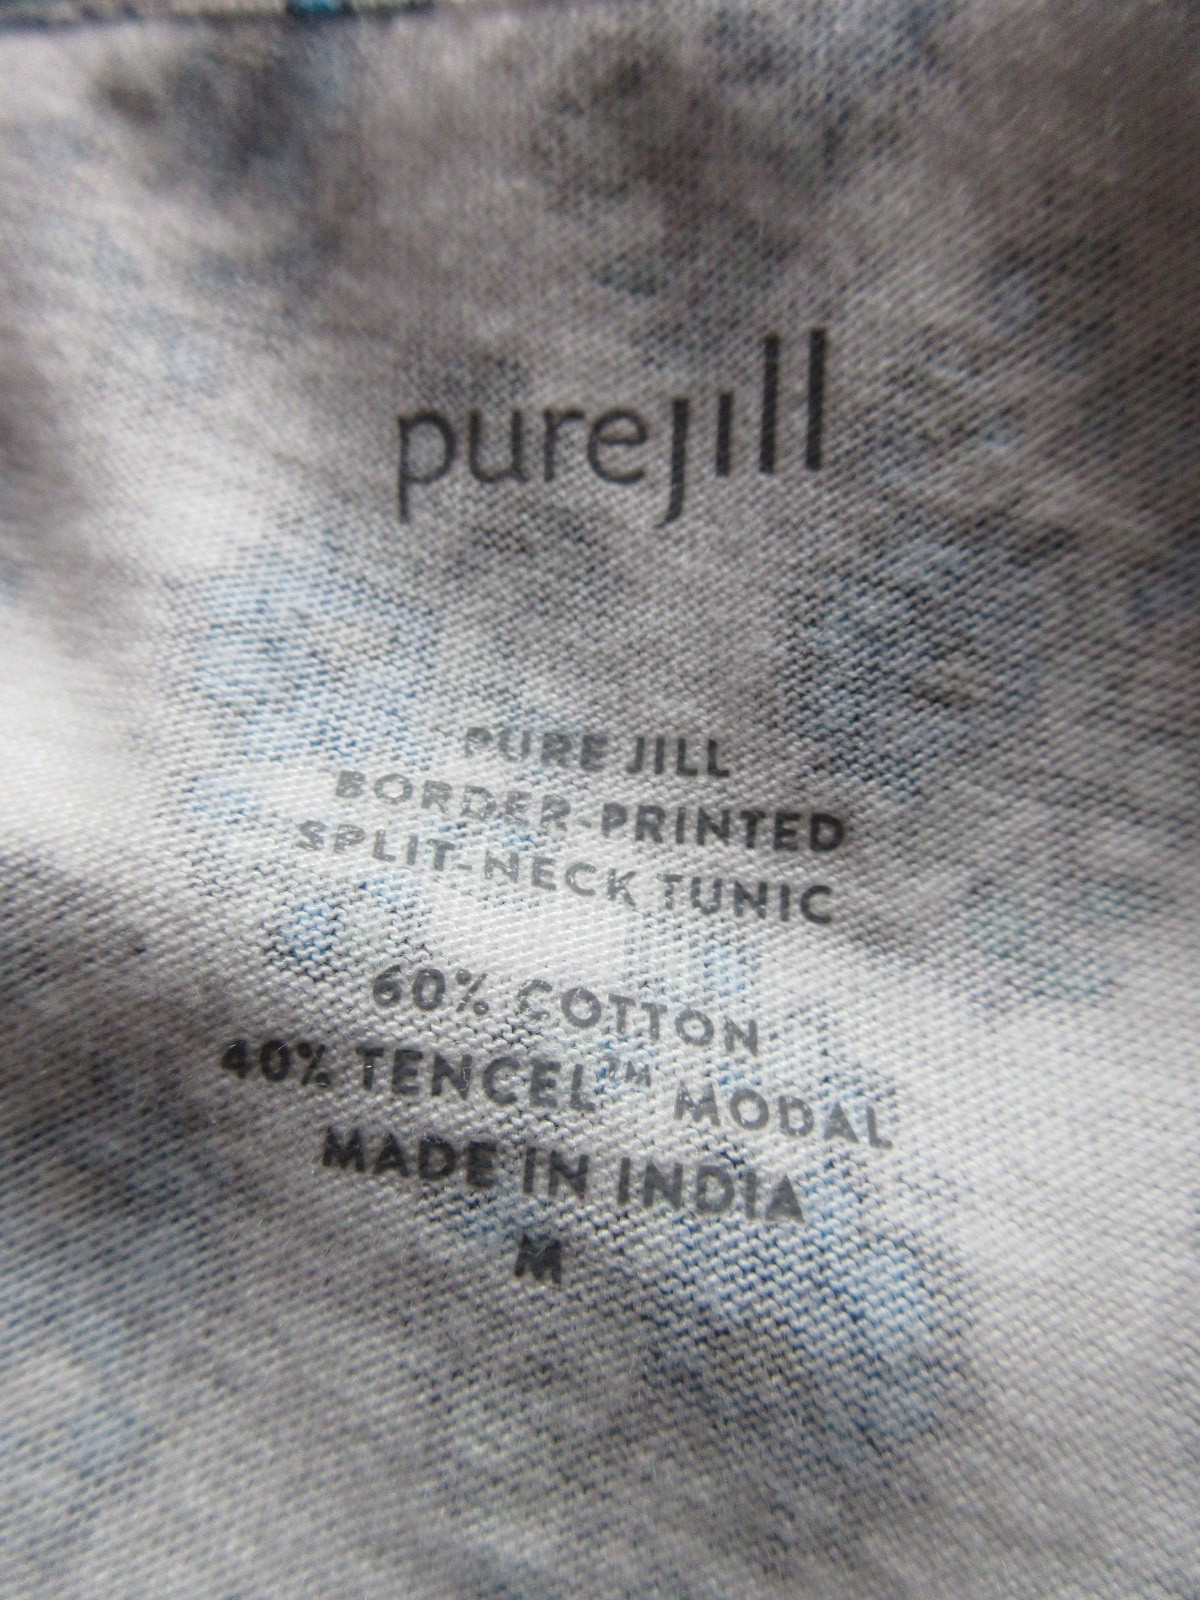 purejill
PURE JILL
BORDER-PRINTED
SPLIT-NECK TUNIC
60% COTTON
40% TENCEL™ MODAL
MADE IN INDIA
M